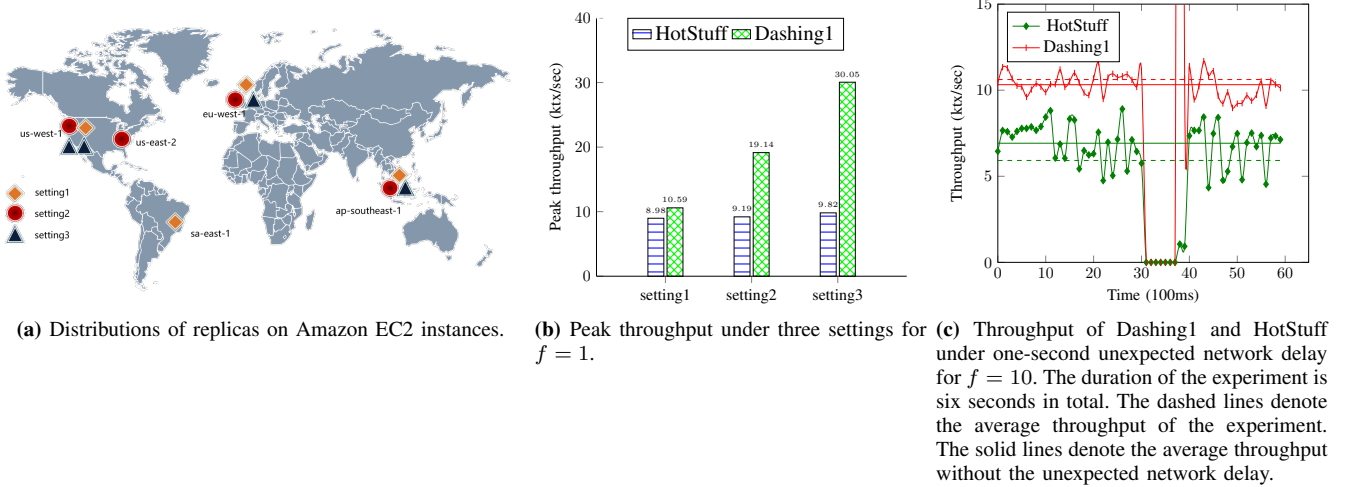 eu-west-1
us-west-1
us-east-2
ap-southeast-1
sa-east-1
setting1
setting2
setting3
(a) Distributions of replicas on Amazon EC2 instances.
HotStuff
Dashing1
Peak throughput (ktx/sec)
40
30
20
10
0
8.98
10.59
9.19
19.14
9.82
30.05
setting1
setting2
setting3
(b) Peak throughput under three settings for
f = 1.
HotStuff
Dashing1
Throughput (ktx/sec)
15
10
5
0
0
10
20
30
40
50
60
Time (100ms)
(c) Throughput of Dashing1 and HotStuff
under one-second unexpected network delay
for f = 10. The duration of the experiment is
six seconds in total. The dashed lines denote
the average throughput of the experiment.
The solid lines denote the average throughput
without the unexpected network delay.